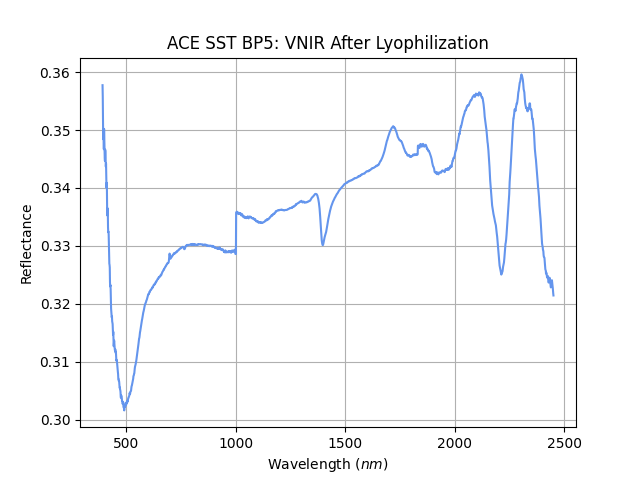 ACE SST BP5: VNIR After Lyophilization
0.36
0.35
0.34
0.33
0.32
0.31
0.30
Reflectance
500 1000 1500 2000 2500
Wavelength (nm)